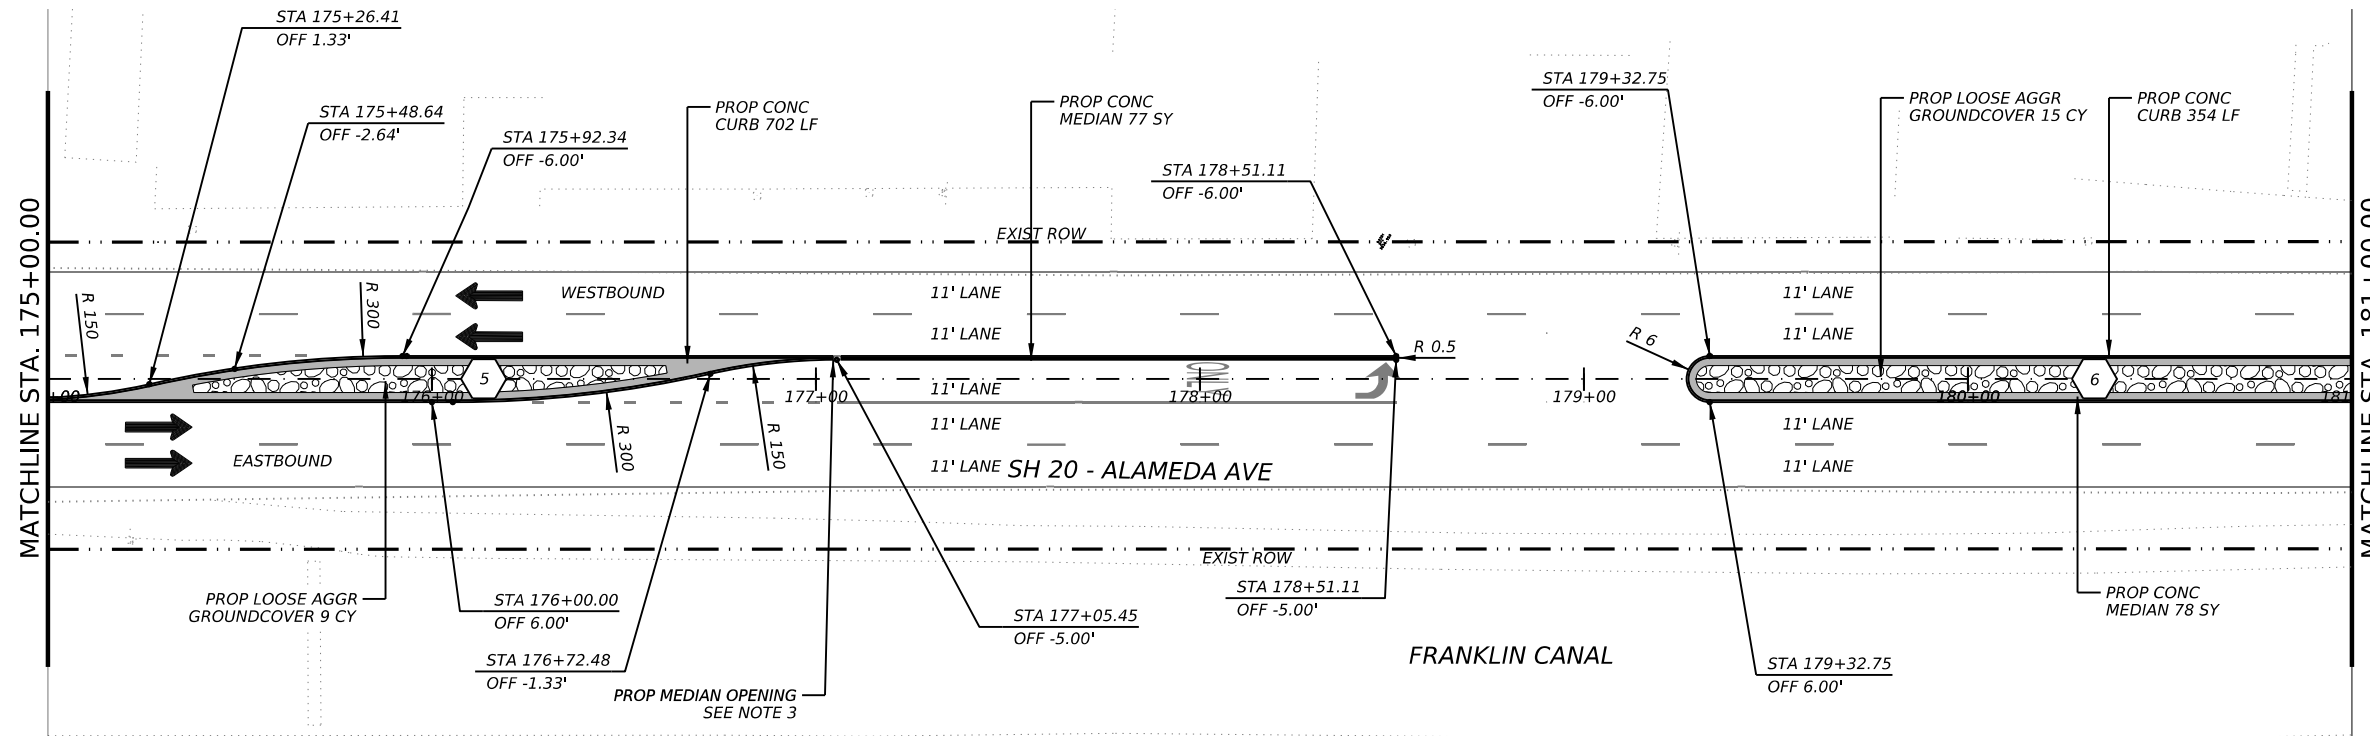 STA 175+26.41
OFF 1.33'
STA 175+48.64
OFF -2.64'
STA 175+92.34
OFF -6.00'
PROP CONC
CURB 702 LF
PROP CONC
MEDIAN 77 SY
STA 178+51.11
OFF -6.00'
STA 179+32.75
OFF -6.00'
PROP LOOSE AGGR
GROUNDCOVER 15 CY
PROP CONC
CURB 354 LF
MATCHLINE STA. 175+00.00
MATCHLINE STA. 181+00.00
EXIST ROW
R 150
R 300
WESTBOUND
11' LANE
11' LANE
11' LANE
11' LANE
R 0.5
R 6
5
6
176+00
177+00
11' LANE
178+00
179+00
180+00
181
R 300
R 150
11' LANE
11' LANE
11' LANE
11' LANE
EASTBOUND
SH 20 - ALAMEDA AVE
EXIST ROW
PROP LOOSE AGGR
GROUNDCOVER 9 CY
STA 176+00.00
OFF 6.00'
STA 176+72.48
OFF -1.33'
PROP MEDIAN OPENING
SEE NOTE 3
STA 177+05.45
OFF -5.00'
STA 178+51.11
OFF -5.00'
FRANKLIN CANAL
STA 179+32.75
OFF 6.00'
PROP CONC
MEDIAN 78 SY